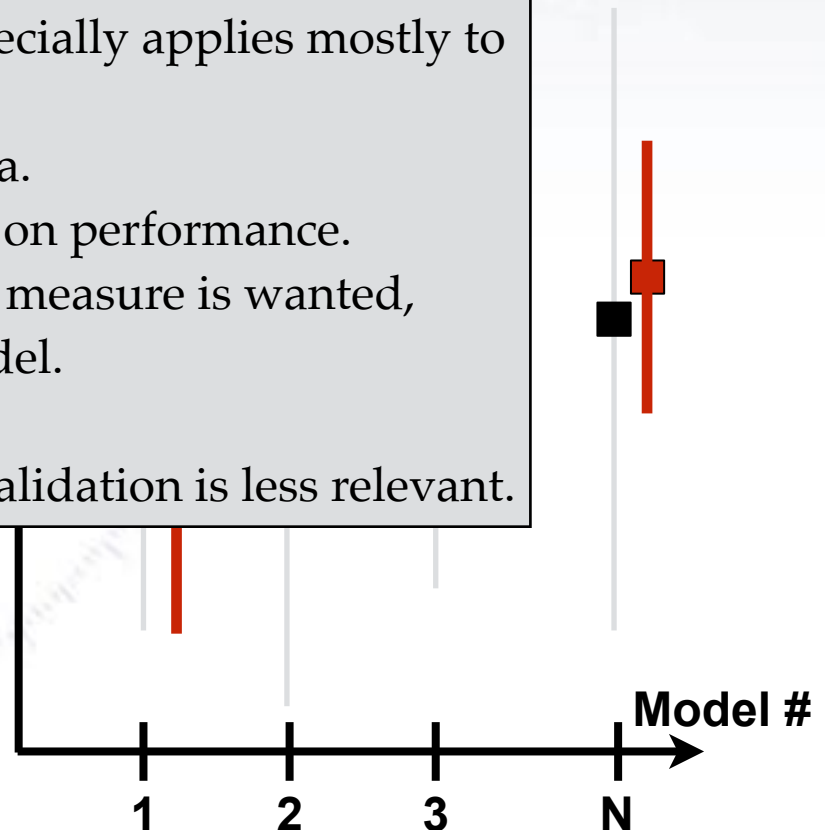 ecially applies mostly to
a.
on performance.
measure is wanted,
del.
alidation is less relevant.
Model #
1 2 3 N